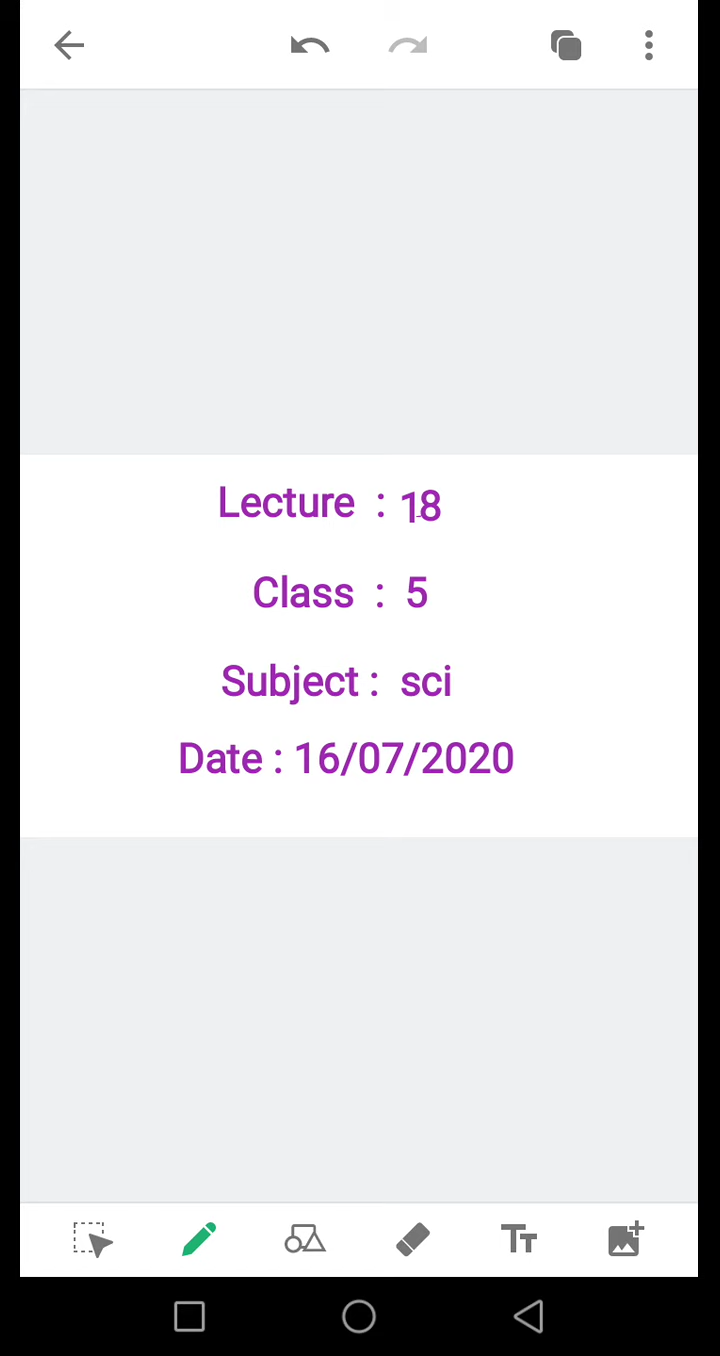 Lecture : 18
Class : 5
Subject : sci
Date : 16/07/2020